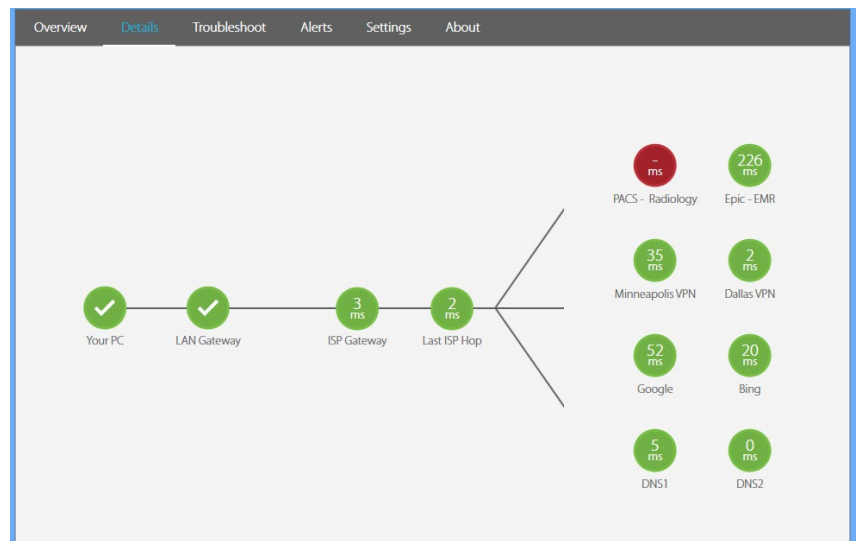 Overview Details Troubleshoot Alerts Settings About
-
ms
PACS - Radiology
226
ms
Epic - EMR
35
ms
Minneapolis VPN
2
ms
Dallas VPN
Your PC
LAN Gateway
3
ms
ISP Gateway
2
ms
Last ISP Hop
52
ms
Google
20
ms
Bing
5
ms
DNS1
0
ms
DNS2